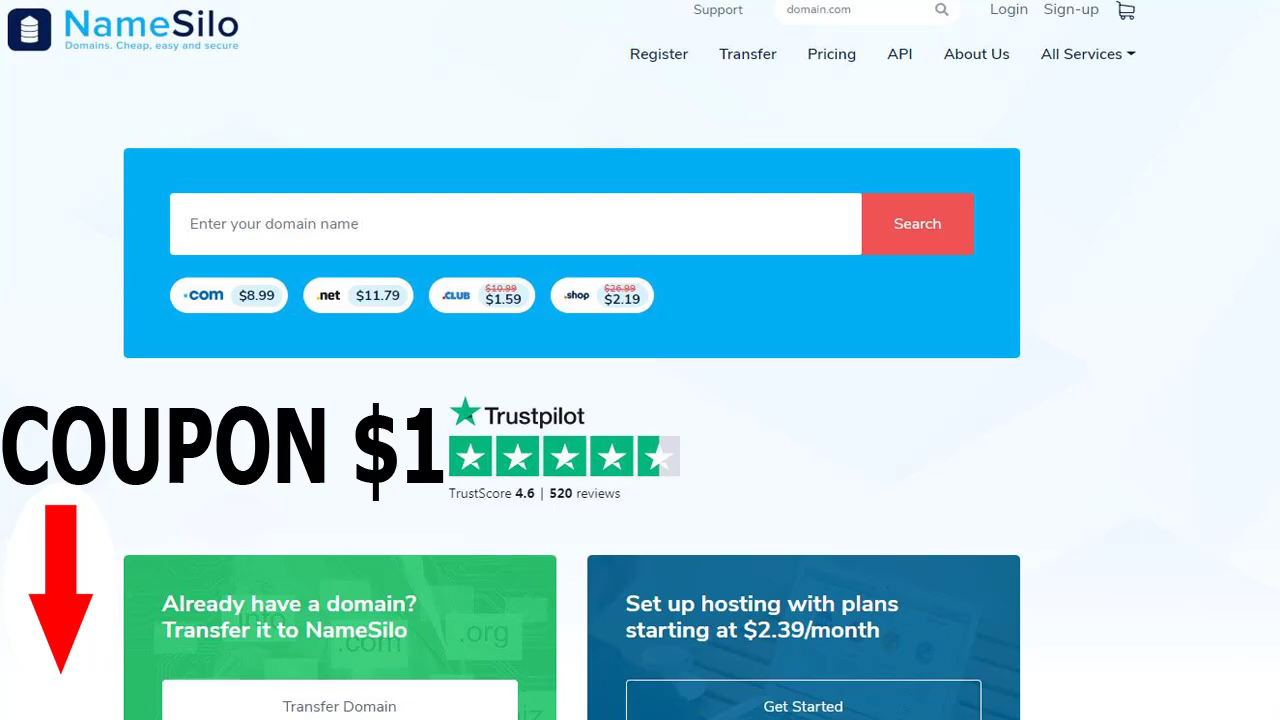 NameSilo
Domains. Cheap, easy and secure
Support
domain.com
Login
Sign-up
Register
Transfer
Pricing
API
About Us
All Services
Enter your domain name
Search
.com $8.99
.net $11.79
.CLUB $10.99 $1.59
.shop $26.99 $2.19
COUPON $1
Trustpilot
TrustScore 4.6 | 520 reviews
Already have a domain?
Transfer it to NameSilo
.info
.com
.org
.biz
Transfer Domain
Set up hosting with plans
starting at $2.39/month
Get Started